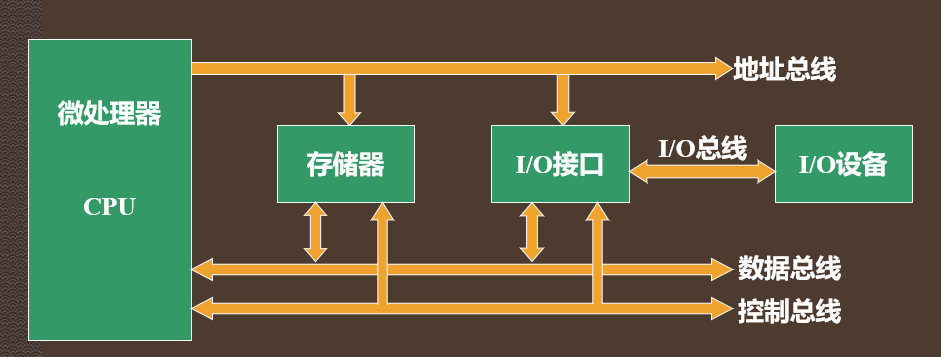 地址总线
微处理器
CPU
存储器
I/O接口
I/O总线
I/O设备
数据总线
控制总线